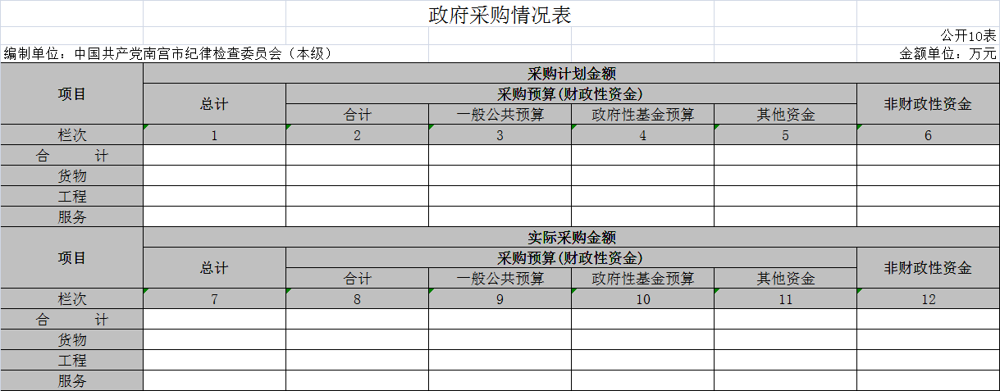 政府采购情况表
公开10表
编制单位：中国共产党南宫市纪律检查委员会（本级） 金额单位：万元
项目 采购计划金额
总计 采购预算(财政性资金) 非财政性资金
合计 一般公共预算 政府性基金预算 其他资金
栏次 1 2 3 4 5 6
合 计
货物
工程
服务
项目 实际采购金额
总计 采购预算(财政性资金) 非财政性资金
合计 一般公共预算 政府性基金预算 其他资金
栏次 7 8 9 10 11 12
合 计
货物
工程
服务